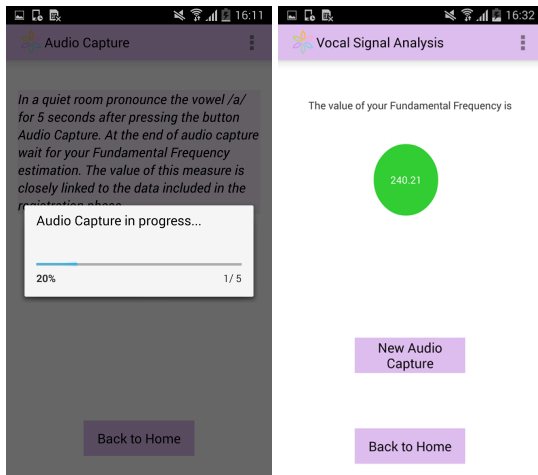 16:11
Audio Capture
In a quiet room pronounce the vowel /a/
for 5 seconds after pressing the button
Audio Capture. At the end of audio capture
wait for your Fundamental Frequency
estimation. The value of this measure is
closely linked to the data included in the
registration phase.
Audio Capture in progress...
20% 1/5
Back to Home
16:32
Vocal Signal Analysis
The value of your Fundamental Frequency is
240.21
New Audio
Capture
Back to Home